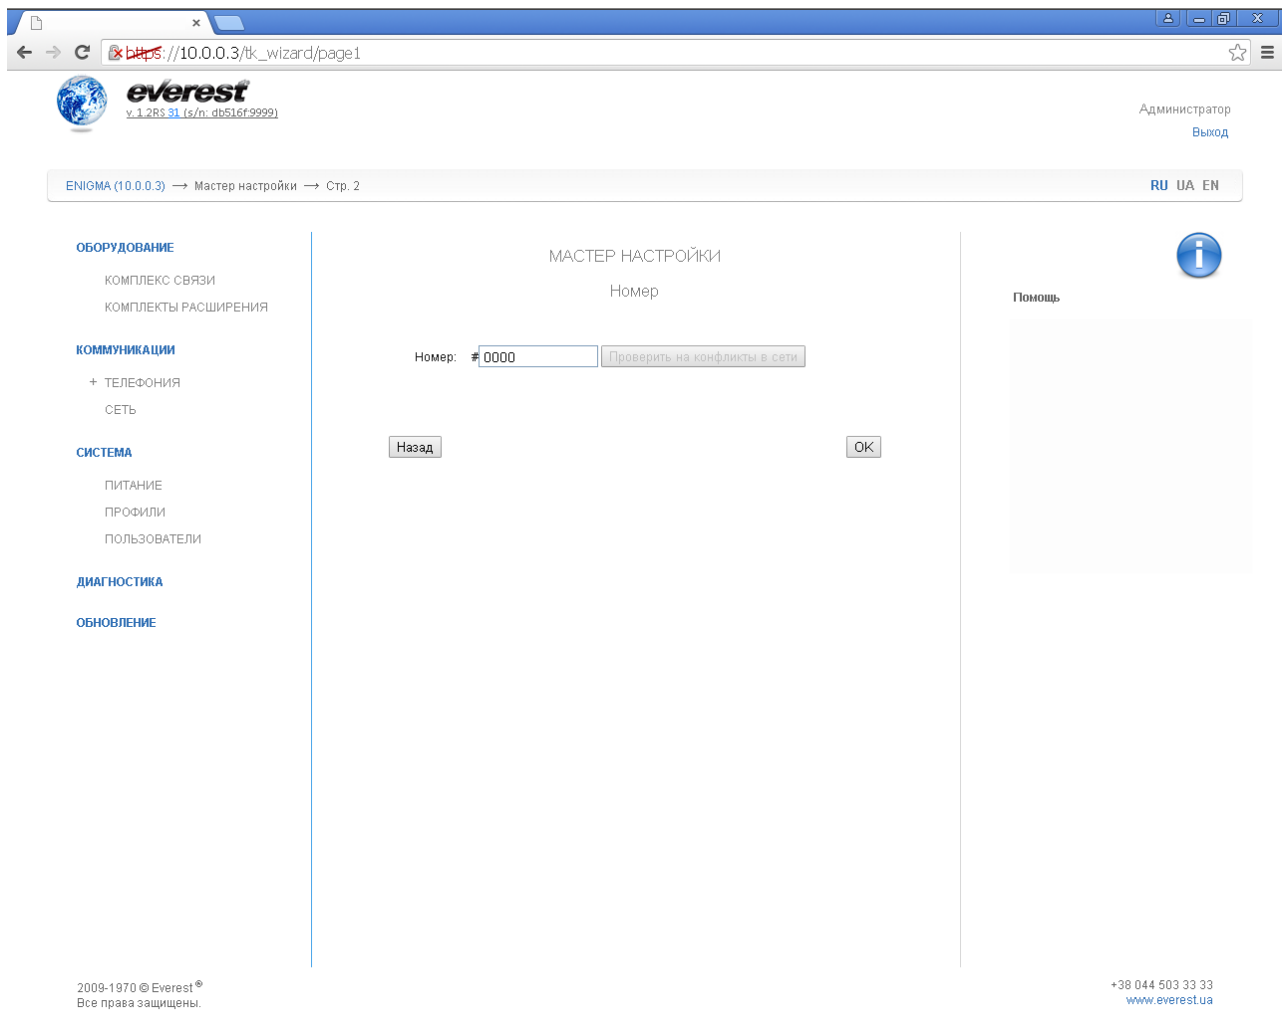 https://10.0.0.3/tk_wizard/page1
everest
v. 1.2RS 31 (s/n: db516f:9999)
Администратор
Выход
ENIGMA (10.0.0.3) → Мастер настройки → Стр. 2
RU UA EN
ОБОРУДОВАНИЕ
КОМПЛЕКС СВЯЗИ
КОМПЛЕКТЫ РАСШИРЕНИЯ
КОММУНИКАЦИИ
+ ТЕЛЕФОНИЯ
СЕТЬ
СИСТЕМА
ПИТАНИЕ
ПРОФИЛИ
ПОЛЬЗОВАТЕЛИ
ДИАГНОСТИКА
ОБНОВЛЕНИЕ
МАСТЕР НАСТРОЙКИ
Номер
Номер: # 0000 Проверить на конфликты в сети
Назад
OK
Помощь
2009-1970 © Everest ®
Все права защищены.
+38 044 503 33 33
www.everest.ua